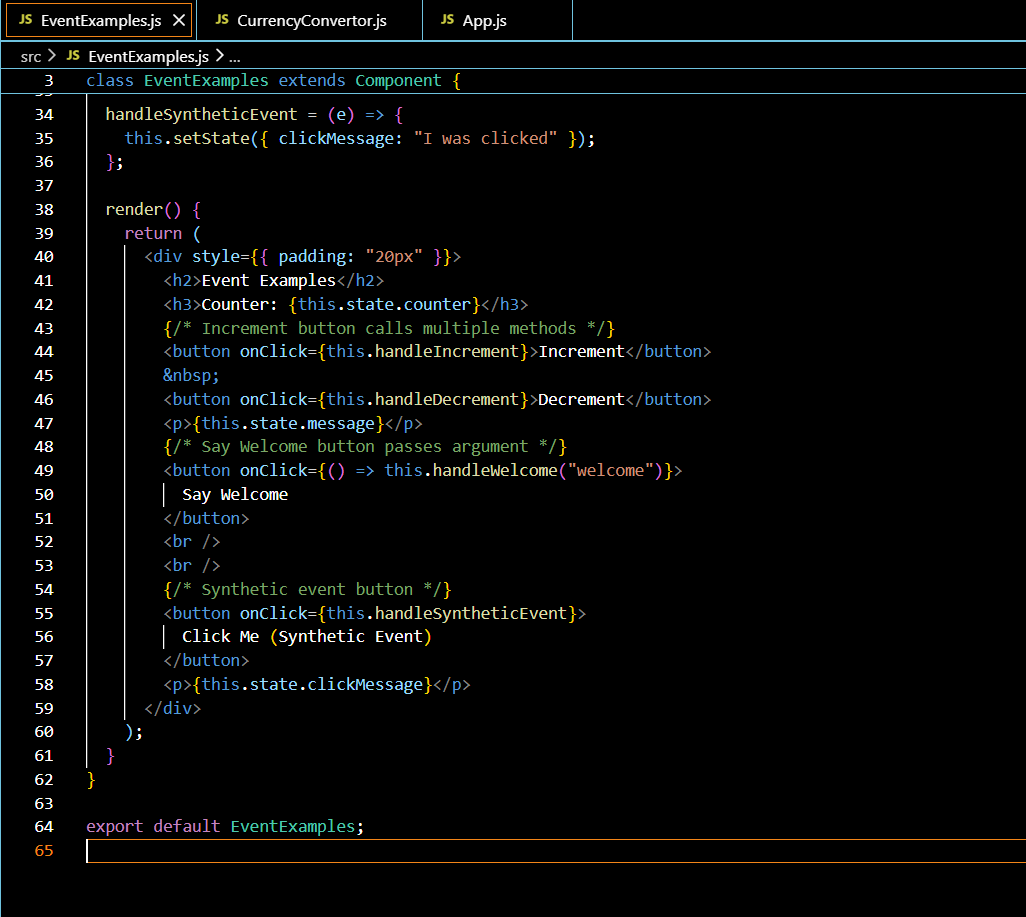 JS EventExamples.js × JS CurrencyConvertor.js JS App.js
src > JS EventExamples.js > ...
3 class EventExamples extends Component {
34 handleSyntheticEvent = (e) => {
35 this.setState({ clickMessage: "I was clicked" });
36 };
37
38 render() {
39 return (
40 <div style={{ padding: "20px" }}>
41 <h2>Event Examples</h2>
42 <h3>Counter: {this.state.counter}</h3>
43 {/* Increment button calls multiple methods */}
44 <button onClick={this.handleIncrement}>Increment</button>
45 &nbsp;
46 <button onClick={this.handleDecrement}>Decrement</button>
47 <p>{this.state.message}</p>
48 {/* Say Welcome button passes argument */}
49 <button onClick={() => this.handleWelcome("welcome")}>
50 Say Welcome
51 </button>
52 <br />
53 <br />
54 {/* Synthetic event button */}
55 <button onClick={this.handleSyntheticEvent}>
56 Click Me (Synthetic Event)
57 </button>
58 <p>{this.state.clickMessage}</p>
59 </div>
60 );
61 }
62 }
63
64 export default EventExamples;
65